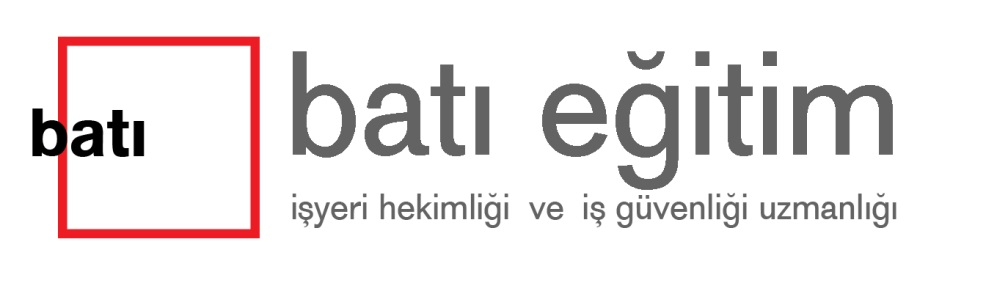 batı
batı eğitim
işyeri hekimliği ve iş güvenliği uzmanlığı